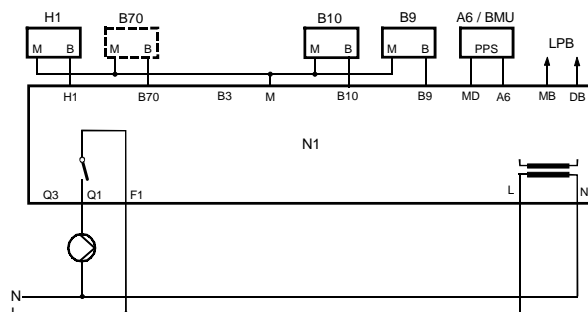 H1 B70 B10 B9 A6 / BMU LPB
M B M B M B M B PPS
H1 B70 B3 M B10 B9 MD A6 MB DB
N1
Q3 Q1 F1 L N
N